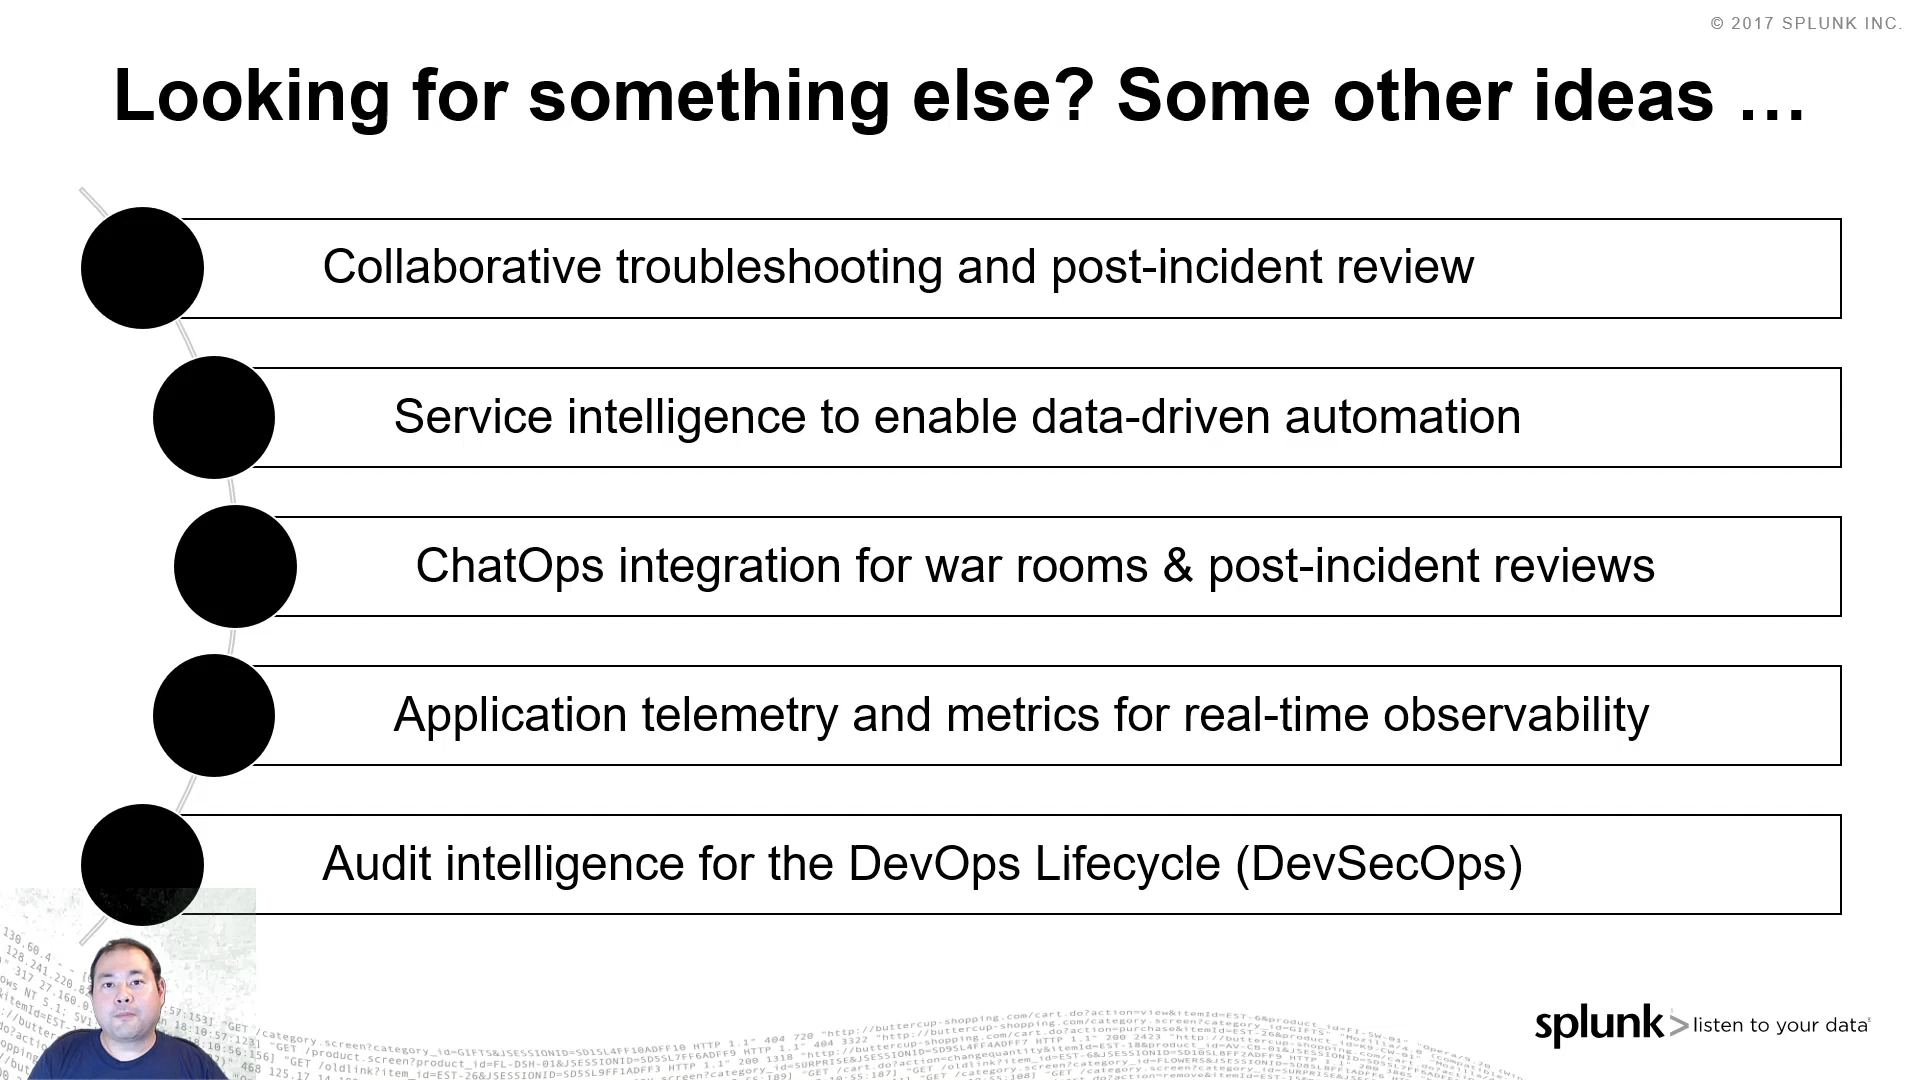 © 2017 SPLUNK INC.
Looking for something else? Some other ideas …
Collaborative troubleshooting and post-incident review
Service intelligence to enable data-driven automation
ChatOps integration for war rooms & post-incident reviews
Application telemetry and metrics for real-time observability
Audit intelligence for the DevOps Lifecycle (DevSecOps)
splunk> listen to your data